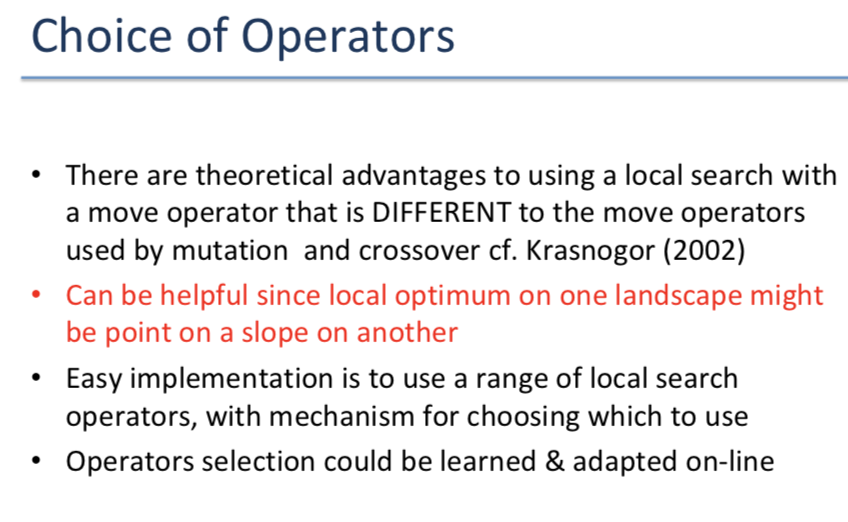 Choice of Operators
• There are theoretical advantages to using a local search with
a move operator that is DIFFERENT to the move operators
used by mutation  and crossover cf. Krasnogor (2002)
• Can be helpful since local optimum on one landscape might
be point on a slope on another
• Easy implementation is to use a range of local search
operators, with mechanism for choosing which to use
• Operators selection could be learned & adapted on-line